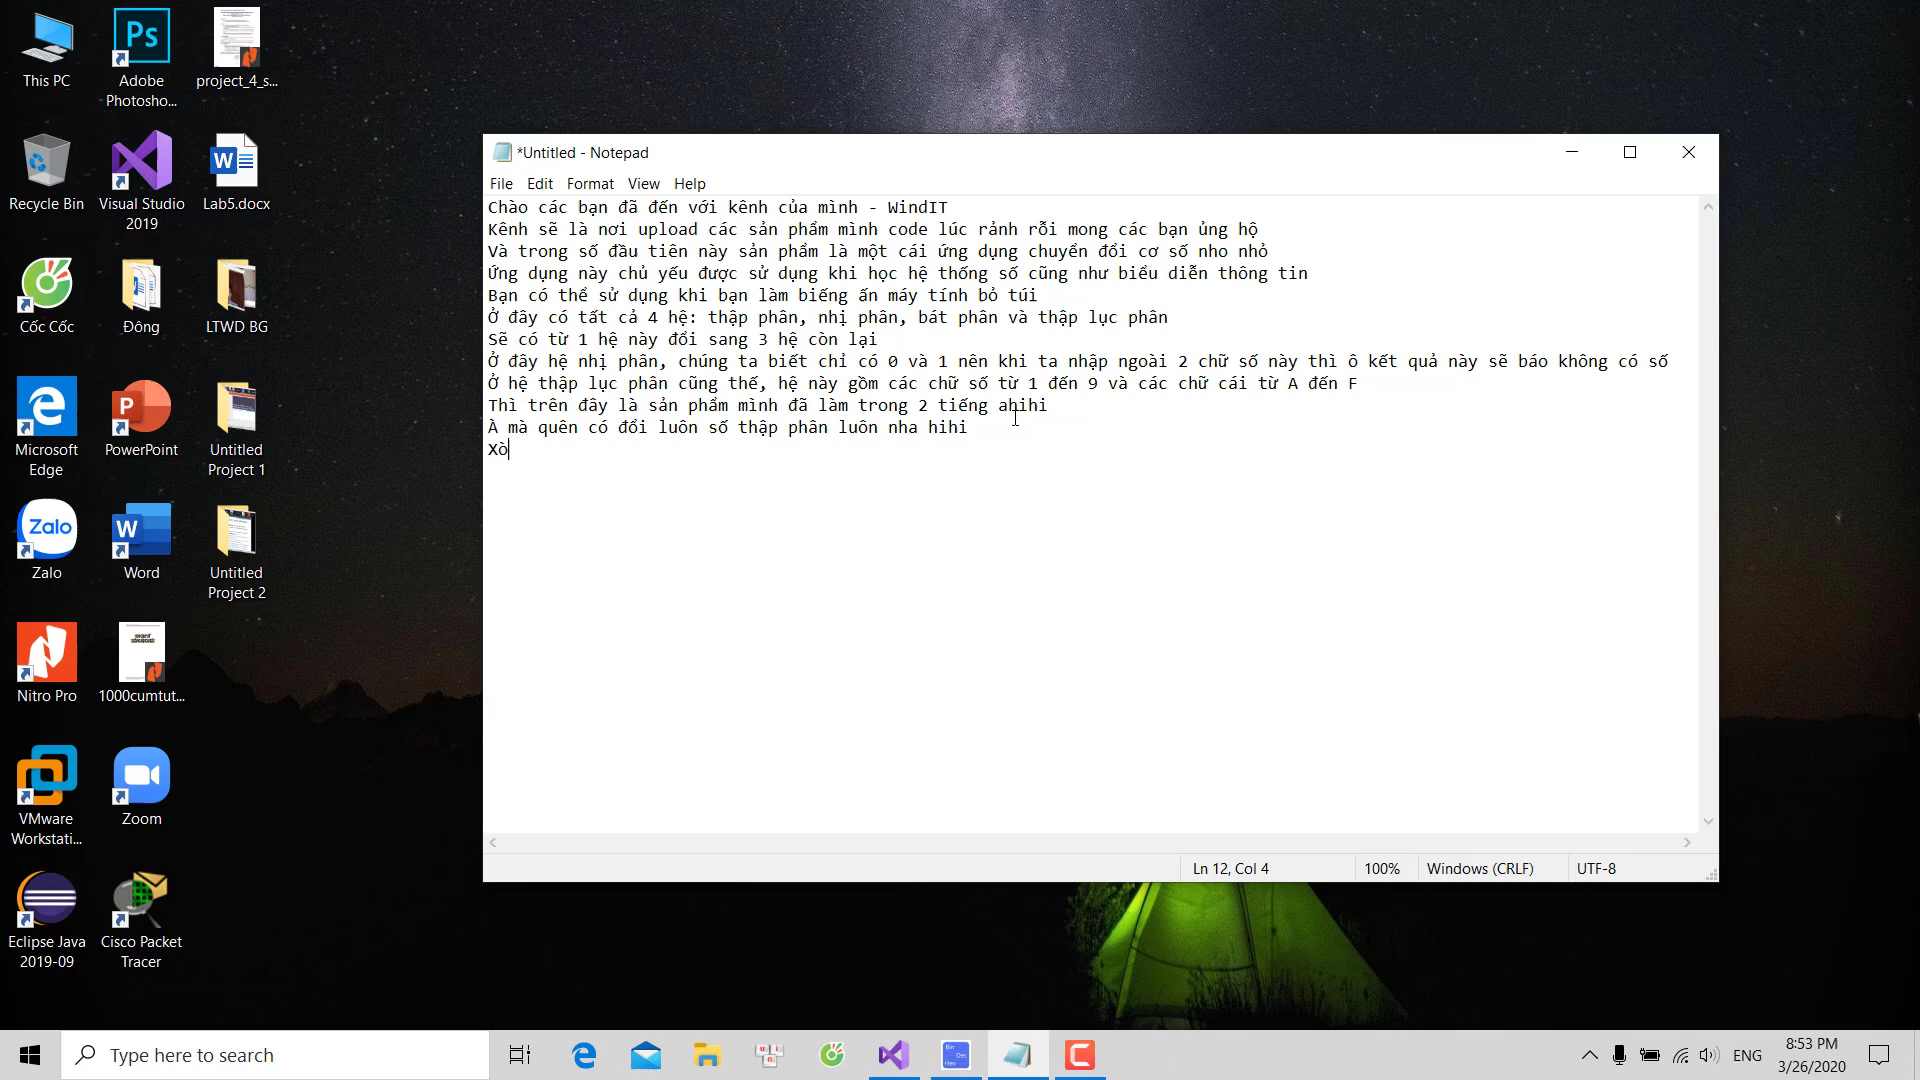 This PC
Adobe
Photosho...
project_4_s...
Recycle Bin
Visual Studio
2019
Lab5.docx
Cốc Cốc
Đông
LTWD BG
Microsoft
Edge
PowerPoint
Untitled
Project 1
Zalo
Zalo
Word
Untitled
Project 2
Nitro Pro
1000cumtut...
VMware
Workstati...
Zoom
Eclipse Java
2019-09
Cisco Packet
Tracer
*Untitled - Notepad
File Edit Format View Help
Chào các bạn đã đến với kênh của mình - WindIT
Kênh sẽ là nơi upload các sản phẩm mình code lúc rảnh rỗi mong các bạn ủng hộ
Và trong số đầu tiên này sản phẩm là một cái ứng dụng chuyển đổi cơ số nho nhỏ
Ứng dụng này chủ yếu được sử dụng khi học hệ thống số cũng như biểu diễn thông tin
Bạn có thể sử dụng khi bạn làm biếng ấn máy tính bỏ túi
Ở đây có tất cả 4 hệ: thập phân, nhị phân, bát phân và thập lục phân
Sẽ có từ 1 hệ này đổi sang 3 hệ còn lại
Ở đây hệ nhị phân, chúng ta biết chỉ có 0 và 1 nên khi ta nhập ngoài 2 chữ số này thì ô kết quả này sẽ báo không có số
Ở hệ thập lục phân cũng thế, hệ này gồm các chữ số từ 1 đến 9 và các chữ cái từ A đến F
Thì trên đây là sản phẩm mình đã làm trong 2 tiếng ahihi
À mà quên có đổi luôn số thập phân luôn nha hihi
Xò
Ln 12, Col 4 100% Windows (CRLF) UTF-8
Type here to search
Bin
Dec
Hex
ENG
8:53 PM
3/26/2020